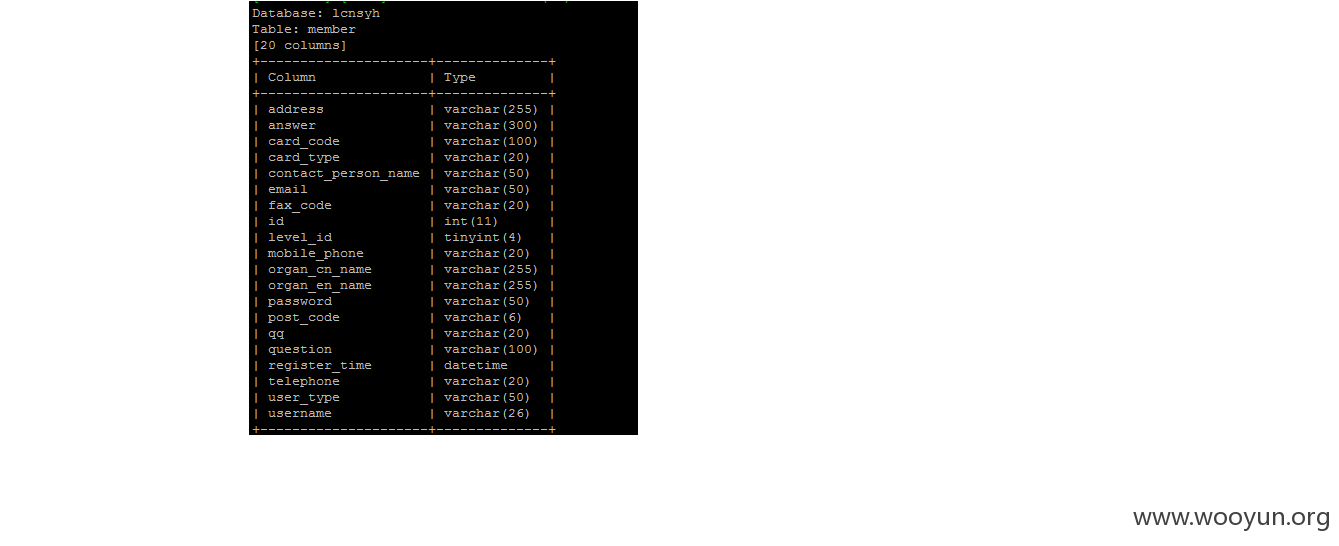 Database: lcnsyh
Table: member
[20 columns]
+---------------------+--------------+
| Column | Type |
+---------------------+--------------+
| address | varchar(255) |
| answer | varchar(300) |
| card_code | varchar(100) |
| card_type | varchar(20) |
| contact_person_name | varchar(50) |
| email | varchar(50) |
| fax_code | varchar(20) |
| id | int(11) |
| level_id | tinyint(4) |
| mobile_phone | varchar(20) |
| organ_cn_name | varchar(255) |
| organ_en_name | varchar(255) |
| password | varchar(50) |
| post_code | varchar(6) |
| qq | varchar(20) |
| question | varchar(100) |
| register_time | datetime |
| telephone | varchar(20) |
| user_type | varchar(50) |
| username | varchar(26) |
+---------------------+--------------+
www.wooyun.org